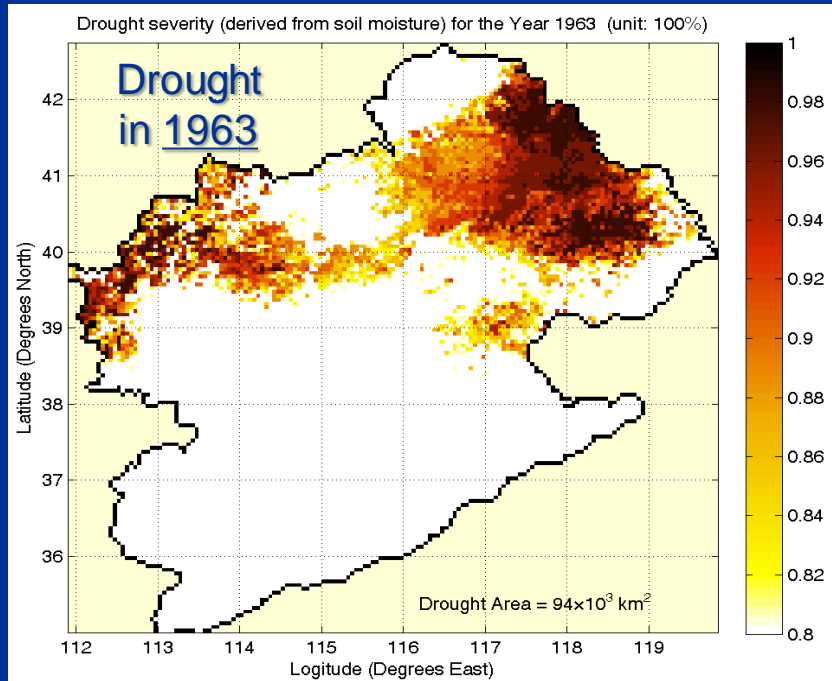 Drought severity (derived from soil moisture) for the Year 1963 (unit: 100%)
Drought
in 1963
Latitude (Degrees North)
42
41
40
39
38
37
36
Drought Area = 94×10³ km²
112 113 114 115 116 117 118 119
Logitude (Degrees East)
1
0.98
0.96
0.94
0.92
0.9
0.88
0.86
0.84
0.82
0.8